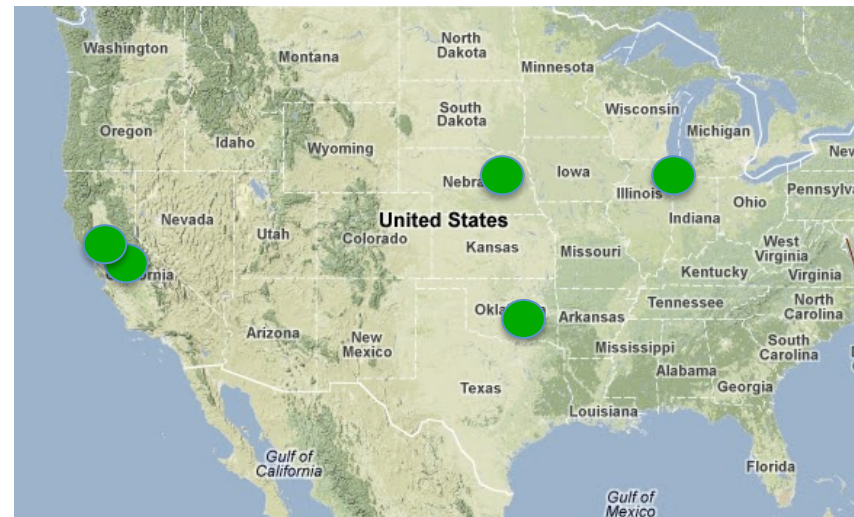 Washington
Montana
North
Dakota
Minnesota
Oregon
Idaho
Wyoming
South
Dakota
Wisconsin
Michigan
Iowa
Illinois
Indiana
Ohio
Pennsylv
Nevada
Utah
Colorado
United States
Kansas
Missouri
West
Virginia
Kentucky
Virginia
Arizona
New
Mexico
Arkansas
Tennessee
North
Carolina
Mississippi
South
Carolina
Alabama
Georgia
Texas
Louisiana
Gulf of
California
Florida
Gulf of
Mexico